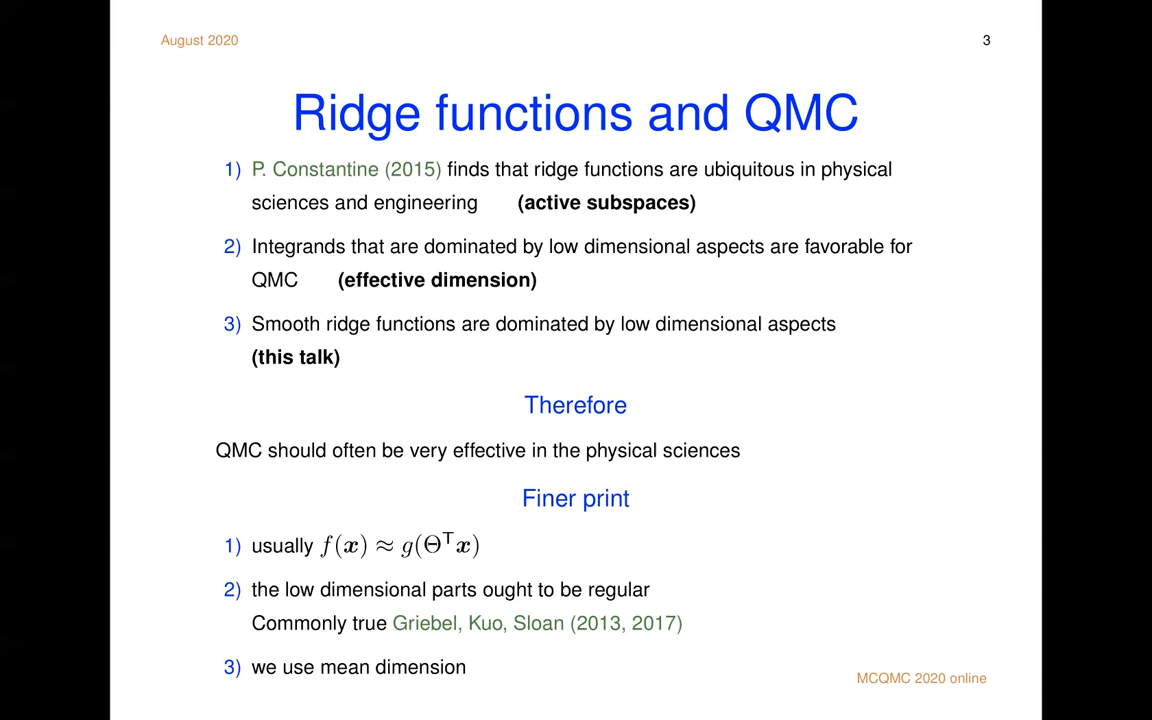 August 2020
3
Ridge functions and QMC
1) P. Constantine (2015) finds that ridge functions are ubiquitous in physical
sciences and engineering (active subspaces)
2) Integrands that are dominated by low dimensional aspects are favorable for
QMC (effective dimension)
3) Smooth ridge functions are dominated by low dimensional aspects
(this talk)
Therefore
QMC should often be very effective in the physical sciences
Finer print
1) usually f(x) ≈ g(Θᵀx)
2) the low dimensional parts ought to be regular
Commonly true Griebel, Kuo, Sloan (2013, 2017)
3) we use mean dimension
MCQMC 2020 online